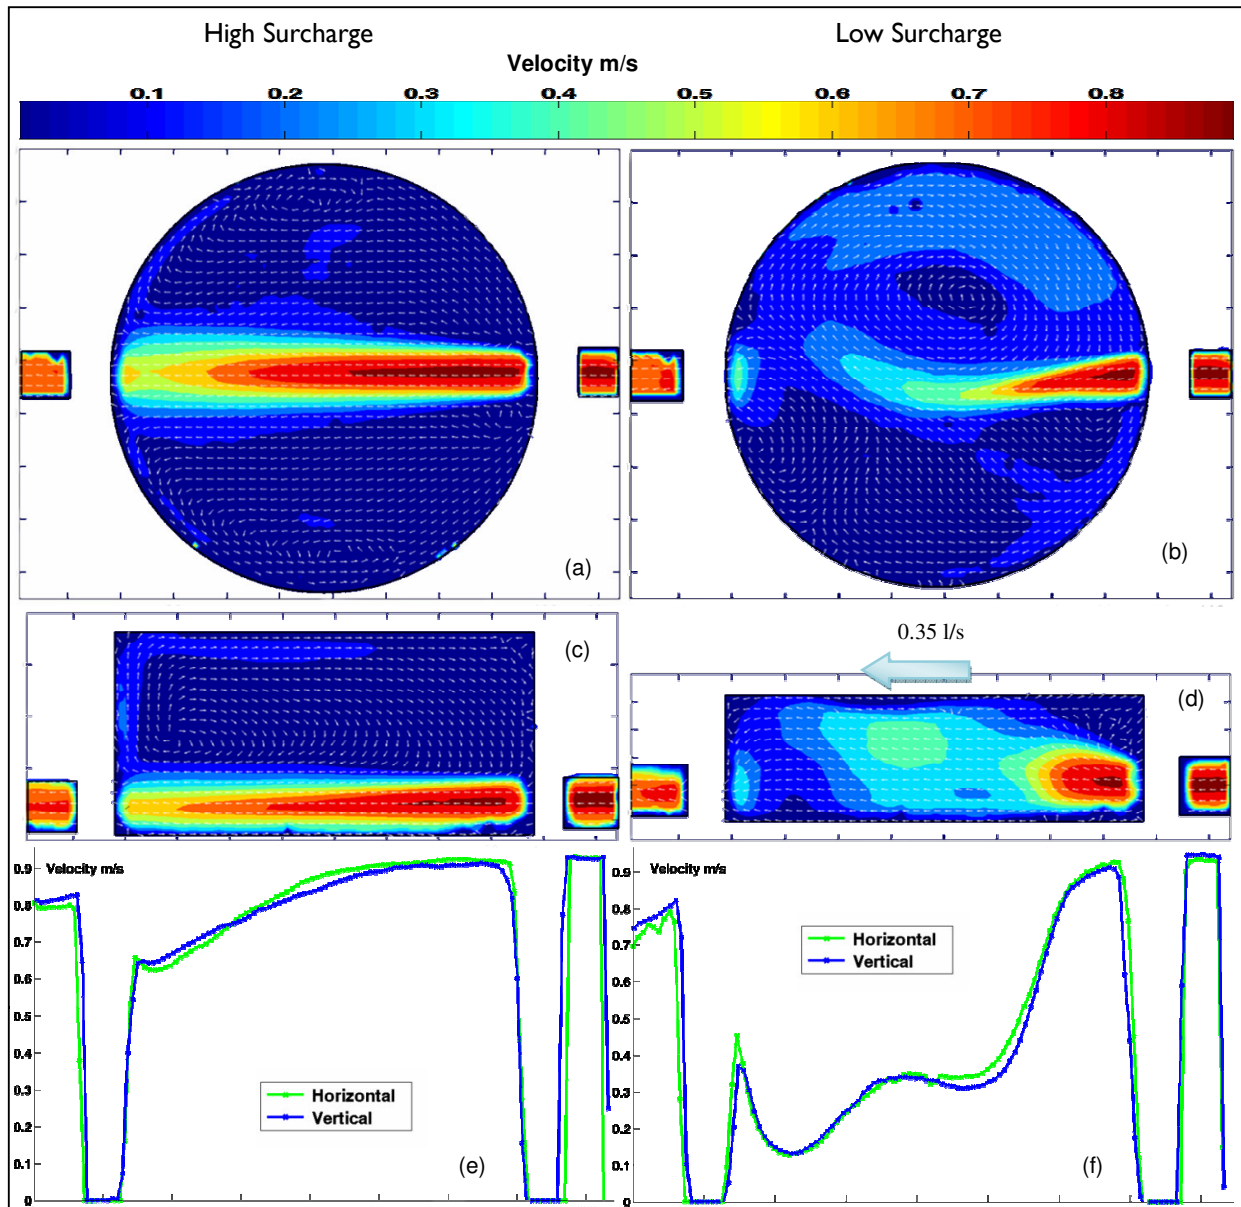 High Surcharge
Low Surcharge
Velocity m/s
0.1 0.2 0.3 0.4 0.5 0.6 0.7 0.8
(a)
(b)
(c)
0.35 l/s
(d)
Velocity m/s
0.9
0.8
0.7
0.6
0.5
0.4
0.3
0.2
0.1
0
Horizontal
Vertical
(e)
Velocity m/s
0.9
0.8
0.7
0.6
0.5
0.4
0.3
0.2
0.1
0
Horizontal
Vertical
(f)